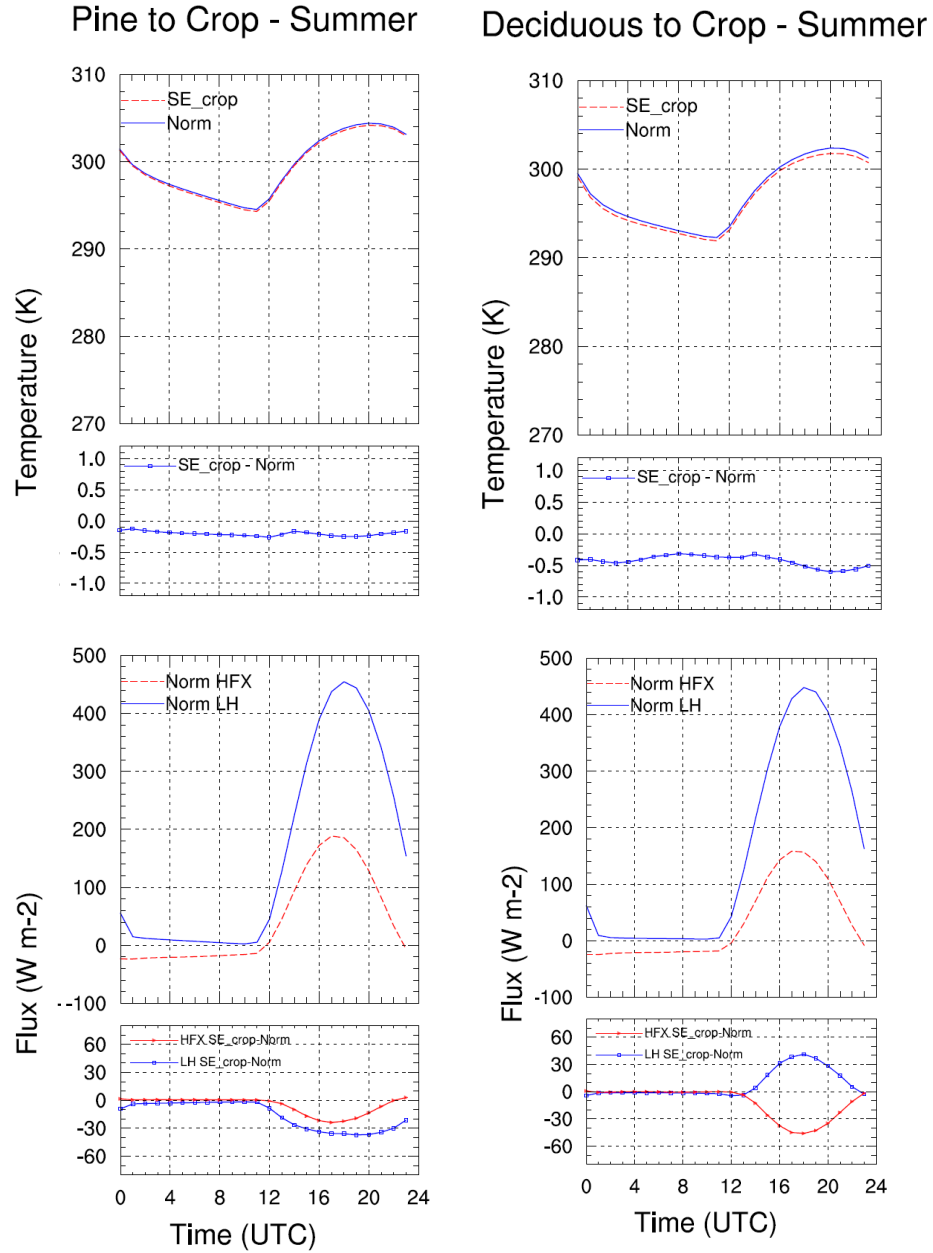 Pine to Crop - Summer
310
300
290
280
270
Temperature (K)
SE_crop
Norm
1.0
0.5
0.0
-0.5
-1.0
SE_crop - Norm
500
400
300
200
100
0
-100
Flux (W m-2)
Norm HFX
Norm LH
60
30
0
-30
-60
HFX SE_crop-Norm
LH SE_crop-Norm
0 4 8 12 16 20 24
Time (UTC)
Deciduous to Crop - Summer
310
300
290
280
270
Temperature (K)
SE_crop
Norm
1.0
0.5
0.0
-0.5
-1.0
SE_crop - Norm
500
400
300
200
100
0
-100
Flux (W m-2)
Norm HFX
Norm LH
60
30
0
-30
-60
HFX SE_crop-Norm
LH SE_crop-Norm
0 4 8 12 16 20 24
Time (UTC)